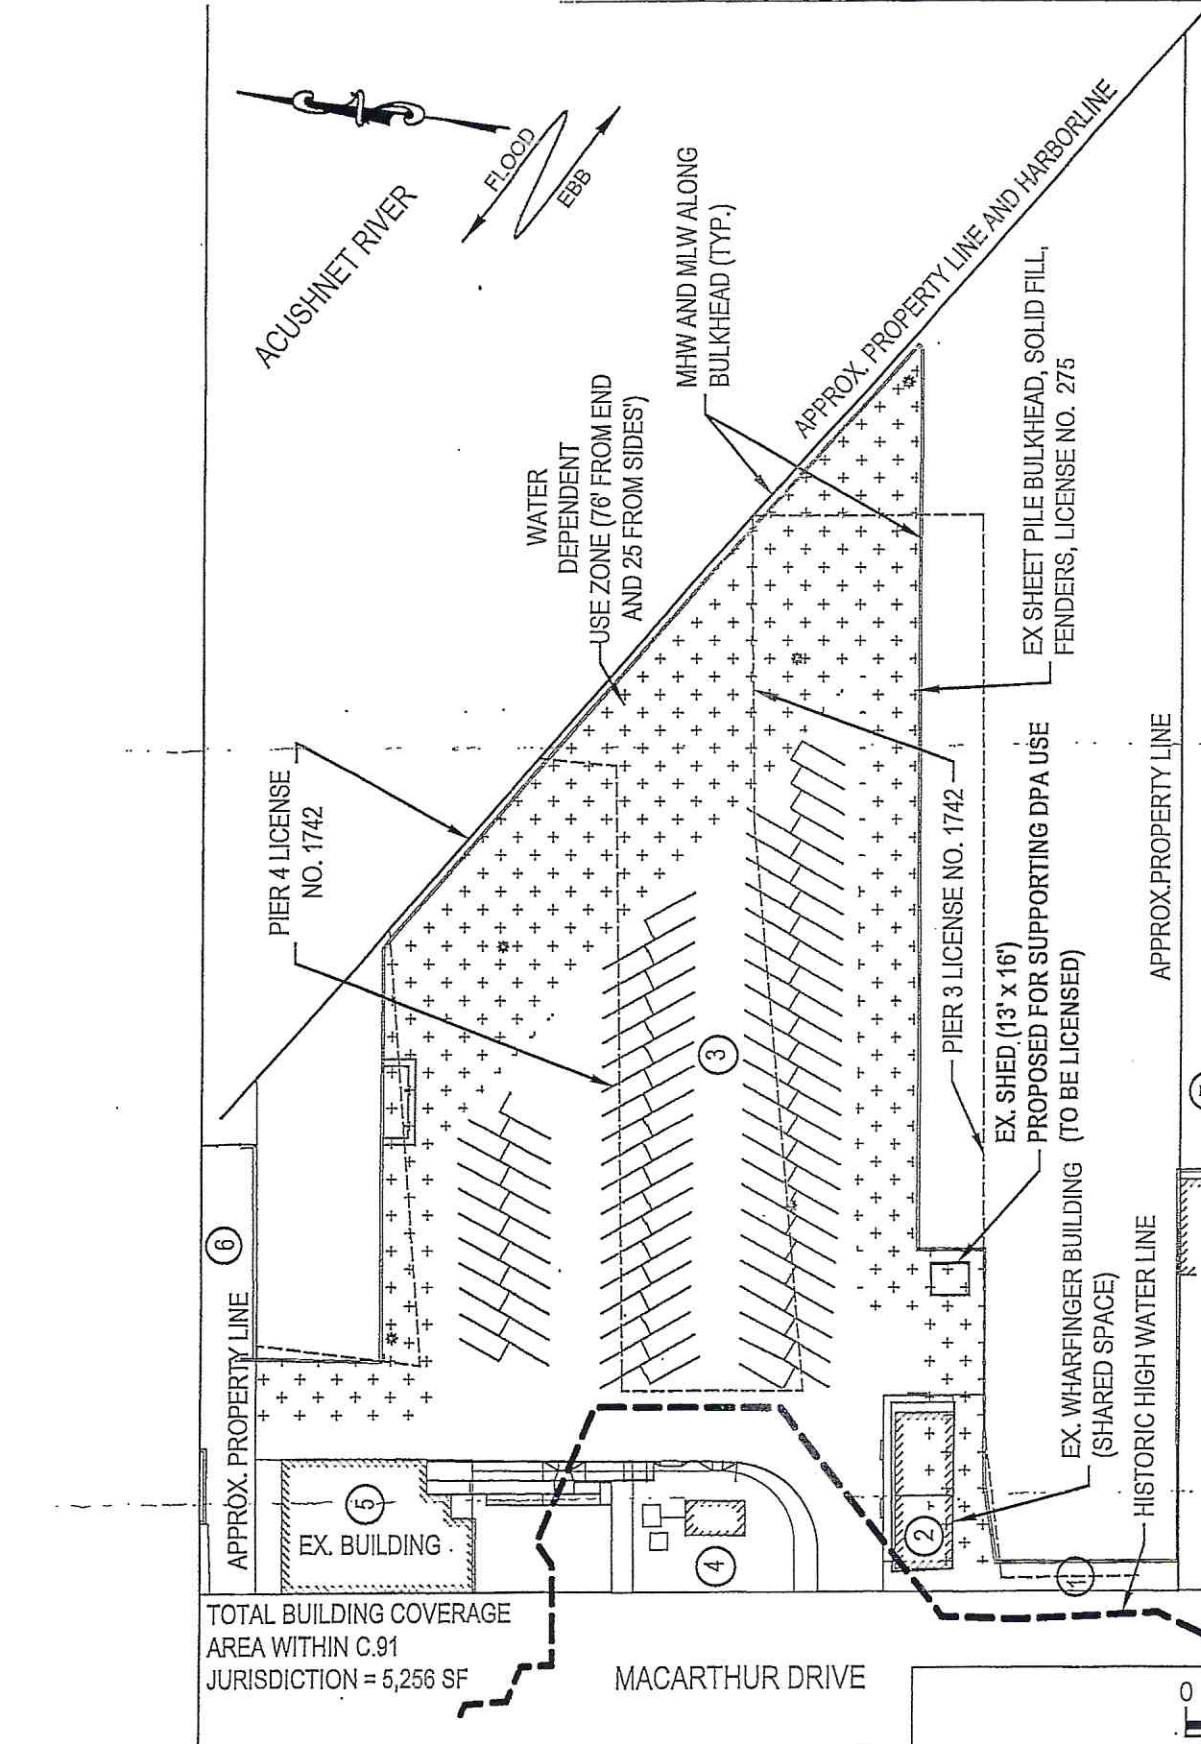 FLOOD
EBB
ACUSHNET RIVER
MHW AND MLW ALONG
BULKHEAD (TYP.)
APPROX. PROPERTY LINE AND HARBORLINE
WATER
DEPENDENT
USE ZONE (76' FROM END
AND 25 FROM SIDES')
EX SHEET PILE BULKHEAD, SOLID FILL,
FENDERS, LICENSE NO. 275
PIER 4 LICENSE
NO. 1742
PIER 3 LICENSE NO. 1742
EX. SHED (13' x 16')
PROPOSED FOR SUPPORTING DPA USE
(TO BE LICENSED)
APPROX.PROPERTY LINE
3
6
APPROX. PROPERTY LINE
EX. WHARFINGER BUILDING
(SHARED SPACE)
HISTORIC HIGH WATER LINE
5
EX. BUILDING
4
2
1
TOTAL BUILDING COVERAGE
AREA WITHIN C.91
JURISDICTION = 5,256 SF
MACARTHUR DRIVE
0